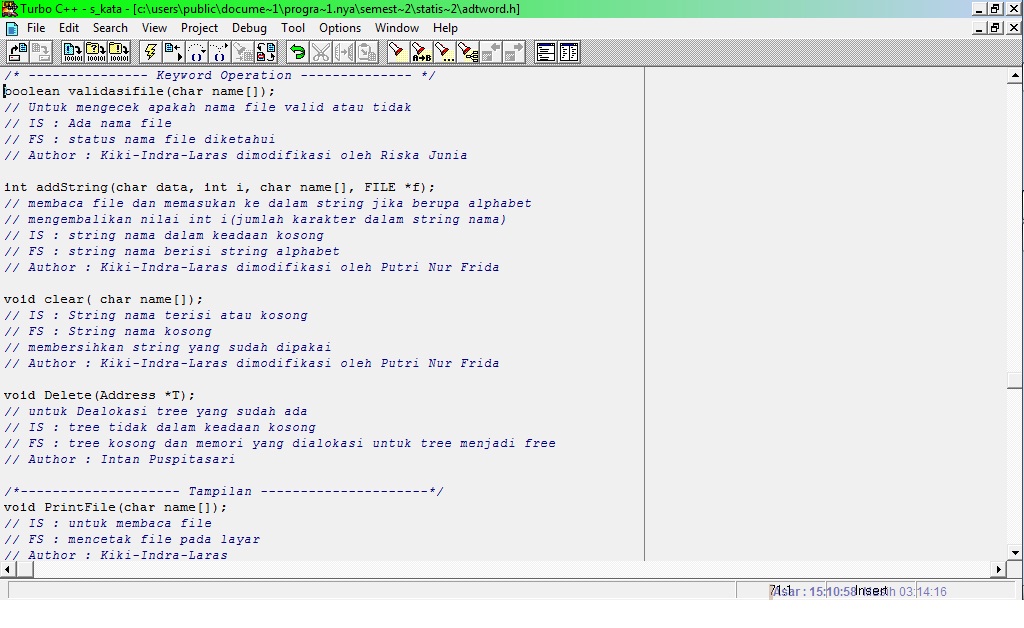 Turbo C++ - s_kata - [c:\users\public\docume~1\progra~1.nya\semest~2\statis~2\adtword.h]
File Edit Search View Project Debug Tool Options Window Help
/* --------------- Keyword Operation -------------- */
boolean validasifile(char name[]);
// Untuk mengecek apakah nama file valid atau tidak
// IS : Ada nama file
// FS : status nama file diketahui
// Author : Kiki-Indra-Laras dimodifikasi oleh Riska Junia
int addString(char data, int i, char name[], FILE *f);
// membaca file dan memasukan ke dalam string jika berupa alphabet
// mengembalikan nilai int i(jumlah karakter dalam string nama)
// IS : string nama dalam keadaan kosong
// FS : string nama berisi string alphabet
// Author : Kiki-Indra-Laras dimodifikasi oleh Putri Nur Frida
void clear( char name[]);
// IS : String nama terisi atau kosong
// FS : String nama kosong
// membersihkan string yang sudah dipakai
// Author : Kiki-Indra-Laras dimodifikasi oleh Putri Nur Frida
void Delete(Address *T);
// untuk Dealokasi tree yang sudah ada
// IS : tree tidak dalam keadaan kosong
// FS : tree kosong dan memori yang dialokasi untuk tree menjadi free
// Author : Intan Puspitasari
/*-------------------- Tampilan ---------------------*/
void PrintFile(char name[]);
// IS : untuk membaca file
// FS : mencetak file pada layar
// Author : Kiki-Indra-Laras
71:1 Insert
Asar : 15:10:58 03:14:16